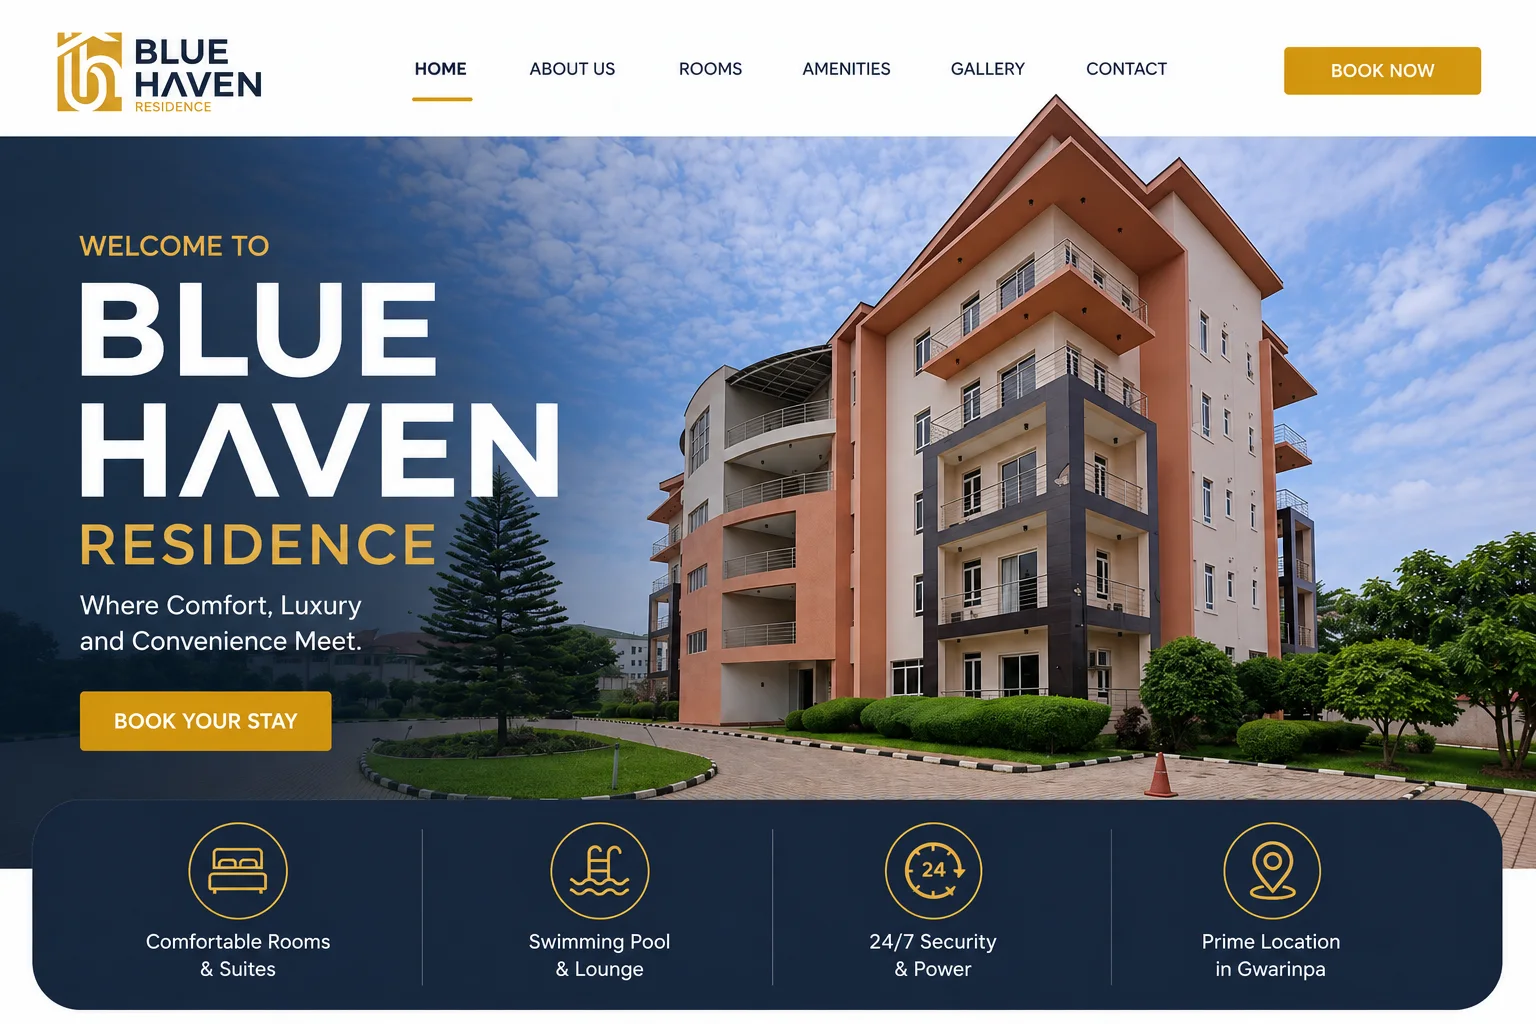 BLUE
HAVEN
RESIDENCE
HOME
ABOUT US
ROOMS
AMENITIES
GALLERY
CONTACT
BOOK NOW
WELCOME TO
BLUE
HAVEN
RESIDENCE
Where Comfort, Luxury
and Convenience Meet.
BOOK YOUR STAY
24
Comfortable Rooms
& Suites
Swimming Pool
& Lounge
24/7 Security
& Power
Prime Location
in Gwarinpa